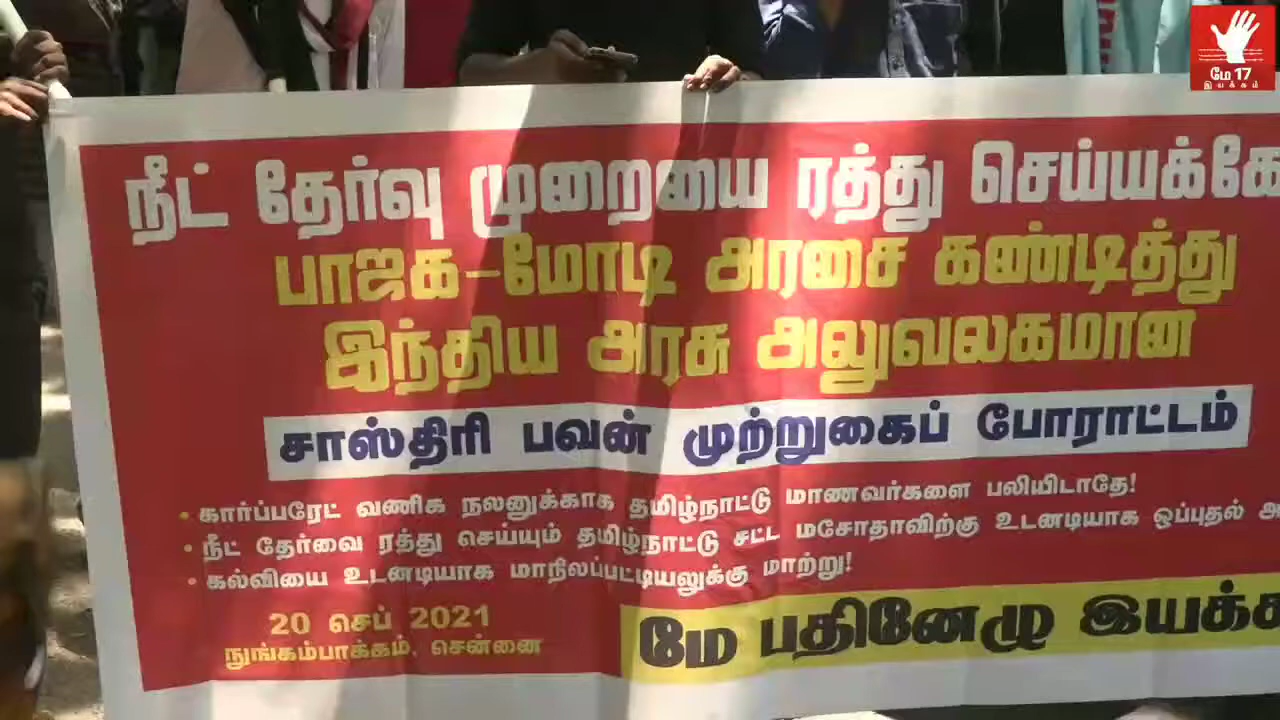 மே 17
இயக்கம்
நீட் தேர்வு முறையை ரத்து செய்யக்கே
பாஜக-மோடி அரசை கண்டித்து
இந்திய அரசு அலுவலகமான
சாஸ்திரி பவன் முற்றுகைப் போராட்டம்
• கார்ப்பரேட் வணிக நலனுக்காக தமிழ்நாட்டு மாணவர்களை பலியிடாதே!
• நீட் தேர்வை ரத்து செய்யும் தமிழ்நாட்டு சட்ட மசோதாவிற்கு உடனடியாக ஒப்புதல் அ
• கல்வியை உடனடியாக மாநிலப்பட்டியலுக்கு மாற்று!
20 செப் 2021
நுங்கம்பாக்கம், சென்னை
மே பதினேழு இயக்க